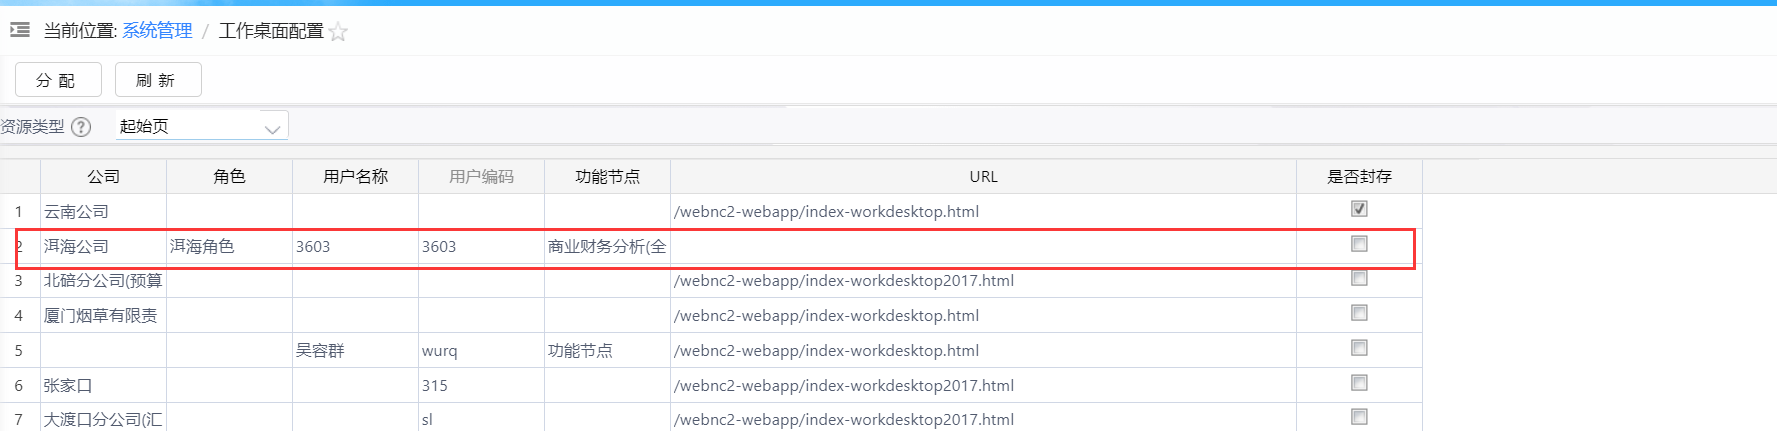 当前位置: 系统管理 / 工作桌面配置
分 配 刷 新
资源类型 ? 起始页
公司 角色 用户名称 用户编码 功能节点 URL 是否封存
1 云南公司 /webnc2-webapp/index-workdesktop.html
2 洱海公司 洱海角色 3603 3603 商业财务分析(全
3 北碚分公司(预算 /webnc2-webapp/index-workdesktop2017.html
4 厦门烟草有限责 /webnc2-webapp/index-workdesktop.html
5 吴容群 wurq 功能节点 /webnc2-webapp/index-workdesktop.html
6 张家口 315 /webnc2-webapp/index-workdesktop2017.html
7 大渡口分公司(汇 sl /webnc2-webapp/index-workdesktop2017.html